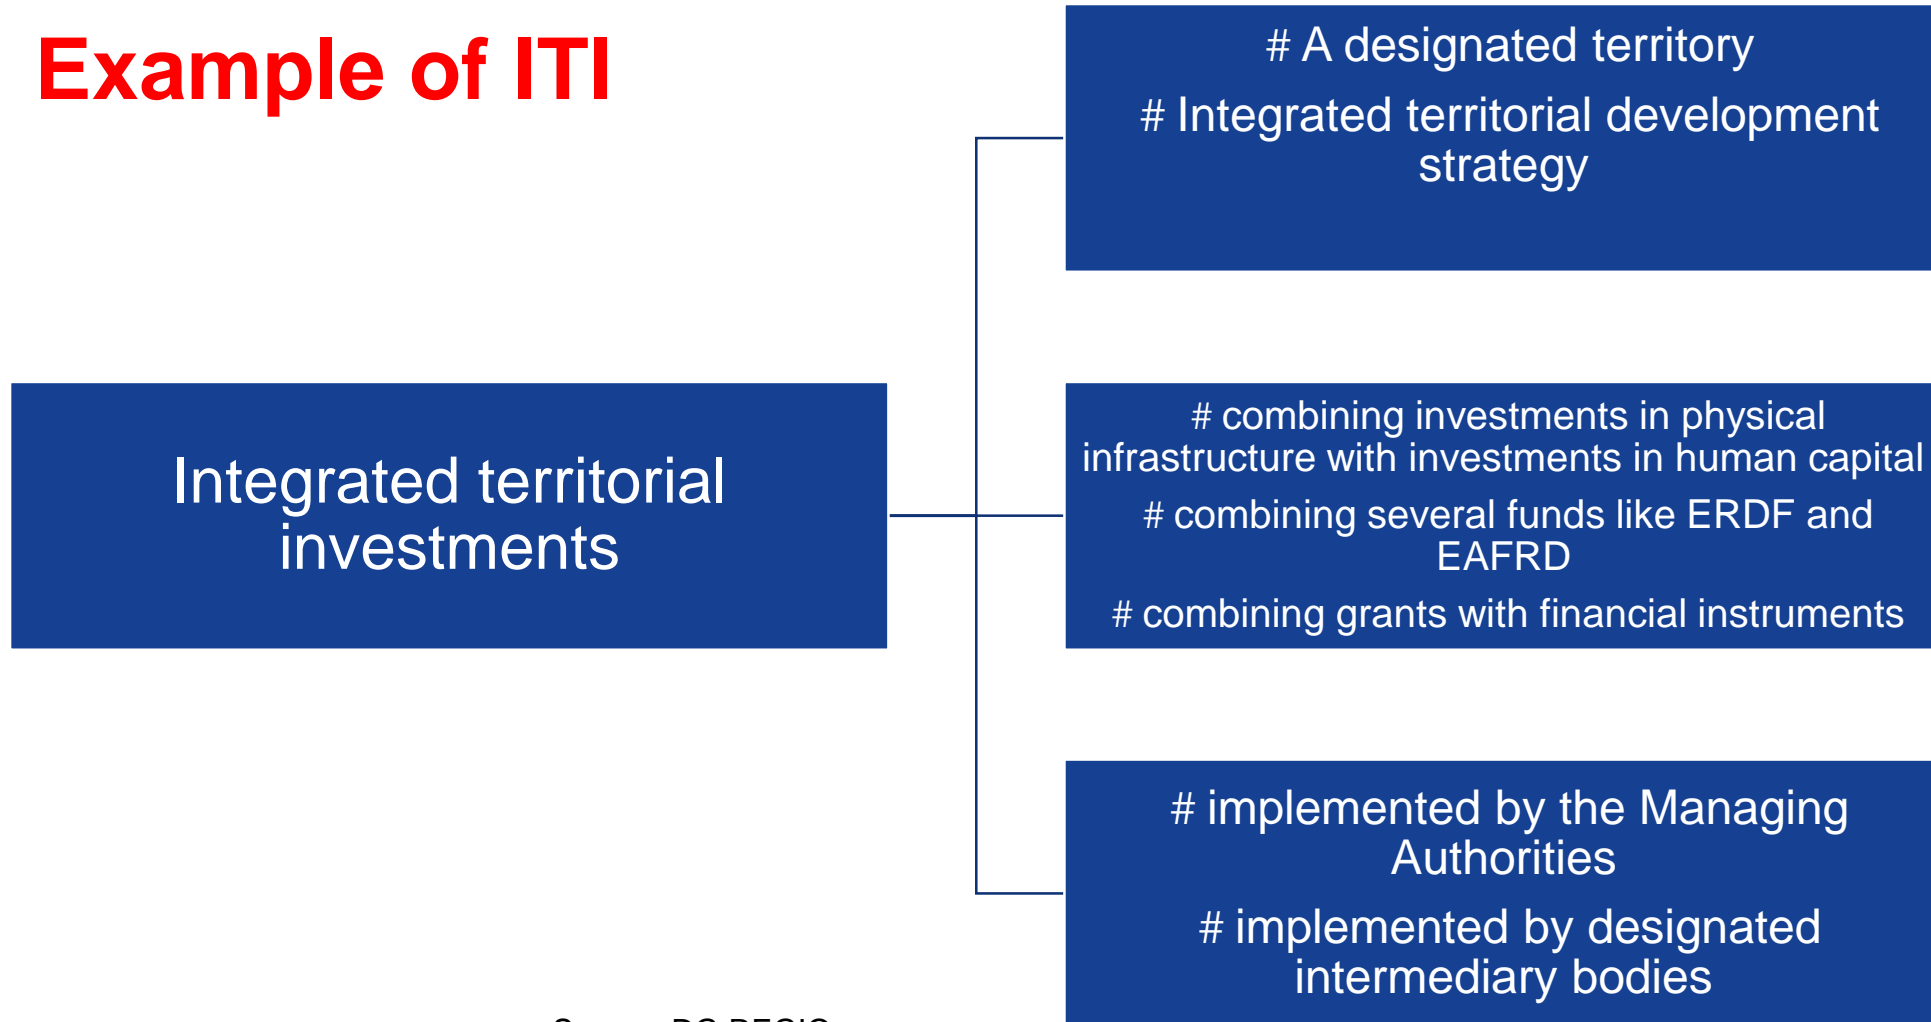 Example of ITI
# A designated territory
# Integrated territorial development
strategy
Integrated territorial
investments
# combining investments in physical
infrastructure with investments in human capital
# combining several funds like ERDF and
EAFRD
# combining grants with financial instruments
# implemented by the Managing
Authorities
# implemented by designated
intermediary bodies